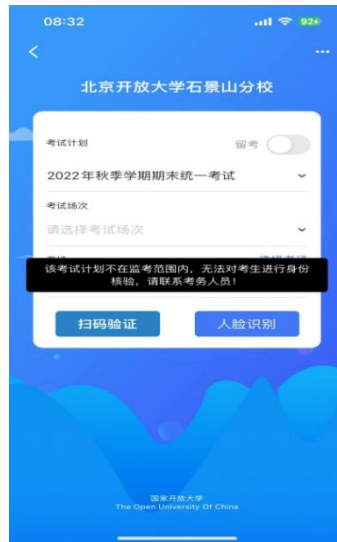 08:32
92+
北京开放大学石景山分校
考试计划
留考
2022年秋季学期期末统一考试
考试场次
请选择考试场次
该考试计划不在监考范围内，无法对考生进行身份
核验，请联系考务人员！
扫码验证
人脸识别
国家开放大学
The Open University Of China